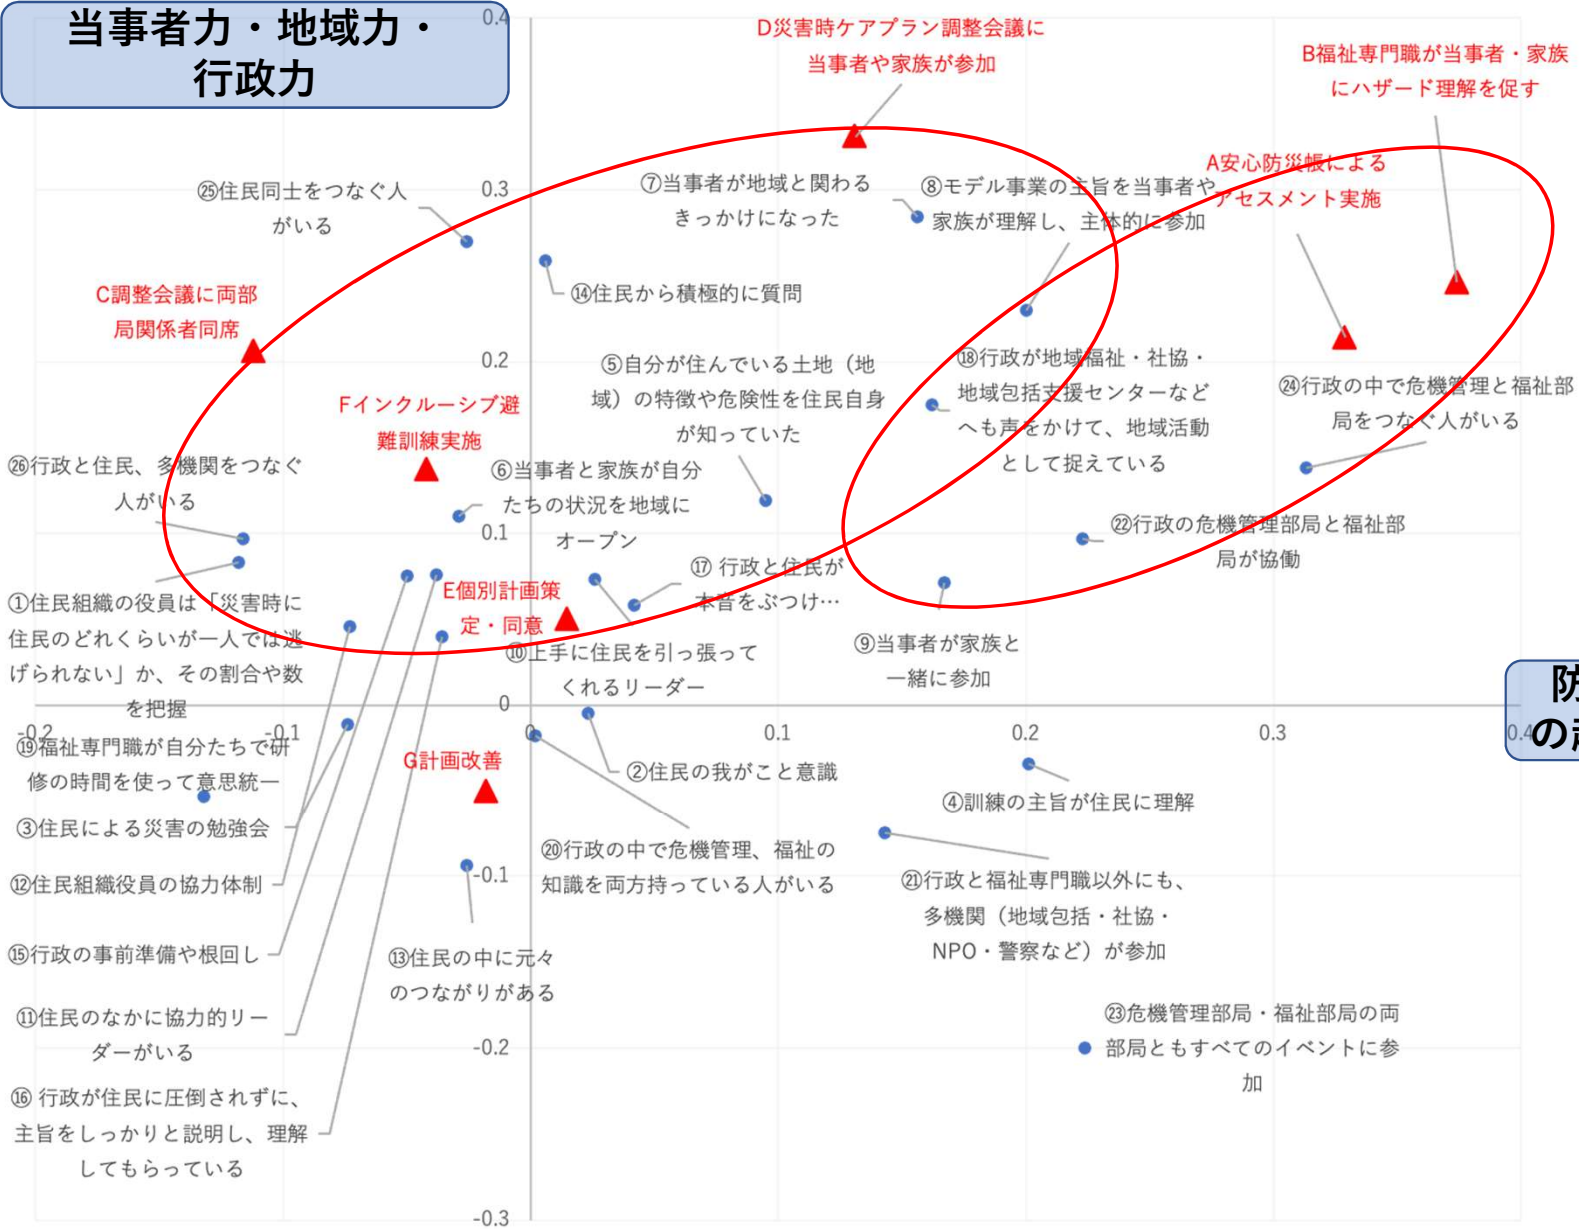 当事者力・地域力・
行政力
0.4
D災害時ケアプラン調整会議に
当事者や家族が参加
B福祉専門職が当事者・家族
にハザード理解を促す
A安心防災帳による
アセスメント実施
㉕住民同士をつなぐ人
がいる
0.3
⑦当事者が地域と関わる
きっかけになった
⑧モデル事業の主旨を当事者や
家族が理解し、主体的に参加
⑭住民から積極的に質問
C調整会議に両部
局関係者同席
0.2
⑤自分が住んでいる土地（地
域）の特徴や危険性を住民自身
が知っていた
⑱行政が地域福祉・社協・
地域包括支援センターなど
へも声をかけて、地域活動
として捉えている
㉔行政の中で危機管理と福祉部
局をつなぐ人がいる
Fインクルーシブ避
難訓練実施
㉖行政と住民、多機関をつなぐ
人がいる
⑥当事者と家族が自分
たちの状況を地域に
オープン
0.1
㉒行政の危機管理部局と福祉部
局が協働
⑰ 行政と住民が
本音をぶつけ…
E個別計画策
定・同意
①住民組織の役員は「災害時に
住民のどれくらいが一人では逃
げられない」か、その割合や数
を把握
⑩上手に住民を引っ張って
くれるリーダー
⑨当事者が家族と
一緒に参加
0
防
の
-0.2
-0.1
0
0.1
0.2
0.3
0.4
⑲福祉専門職が自分たちで研
修の時間を使って意思統一
G計画改善
②住民の我がこと意識
④訓練の主旨が住民に理解
③住民による災害の勉強会
⑳行政の中で危機管理、福祉の
知識を両方持っている人がいる
-0.1
⑫住民組織役員の協力体制
㉑行政と福祉専門職以外にも、
多機関（地域包括・社協・
NPO・警察など）が参加
⑮行政の事前準備や根回し
⑬住民の中に元々
のつながりがある
⑪住民のなかに協力的リー
ダーがいる
-0.2
㉓危機管理部局・福祉部局の両
部局ともすべてのイベントに参
加
⑯ 行政が住民に圧倒されずに、
主旨をしっかりと説明し、理解
してもらっている
-0.3